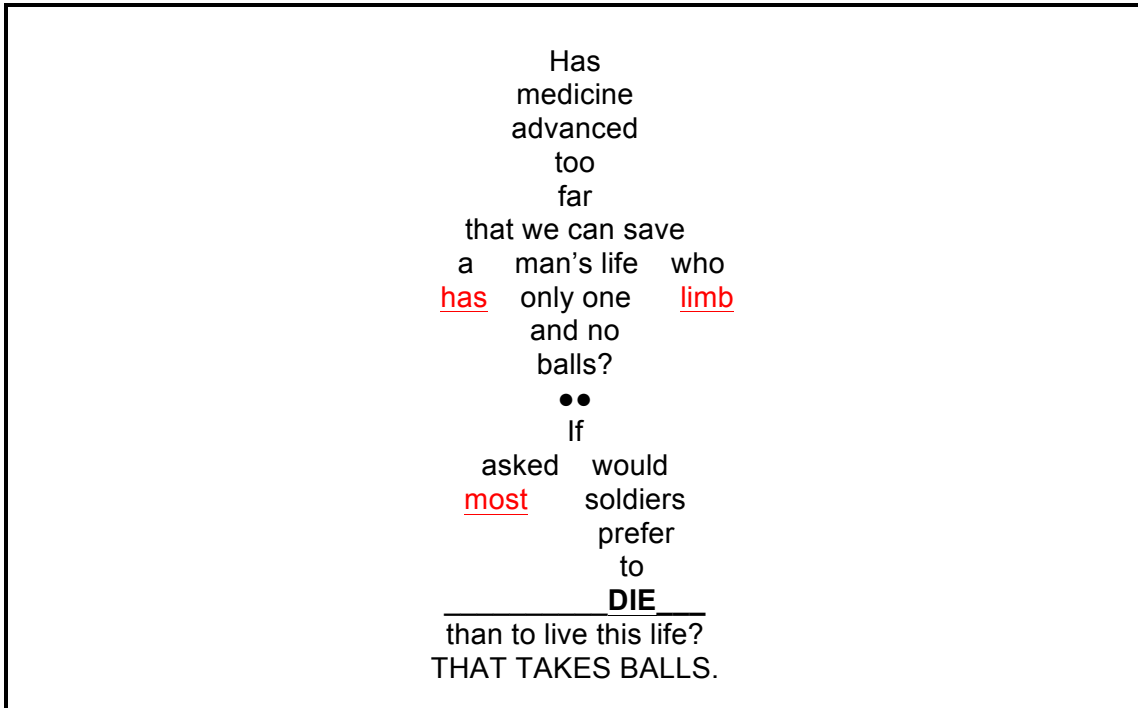 Has
medicine
advanced
too
far
that we can save
a man’s life who
has only one limb
and no
balls?
●●
If
asked would
most soldiers
prefer
to
___________DIE___
than to live this life?
THAT TAKES BALLS.